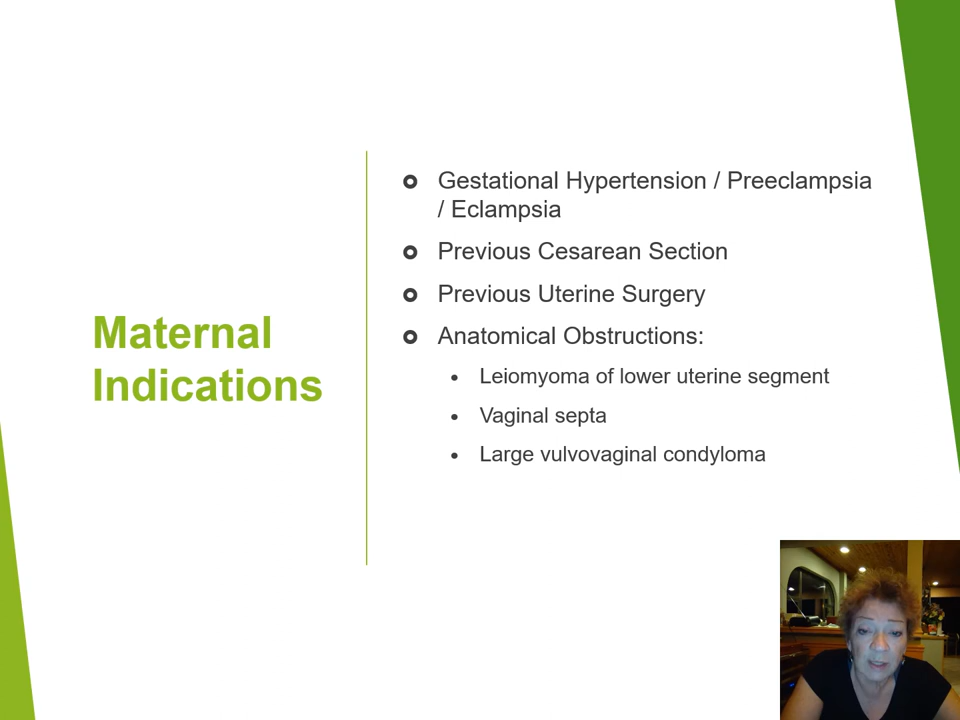 Maternal
Indications
Gestational Hypertension / Preeclampsia
/ Eclampsia
Previous Cesarean Section
Previous Uterine Surgery
Anatomical Obstructions:
Leiomyoma of lower uterine segment
Vaginal septa
Large vulvovaginal condyloma